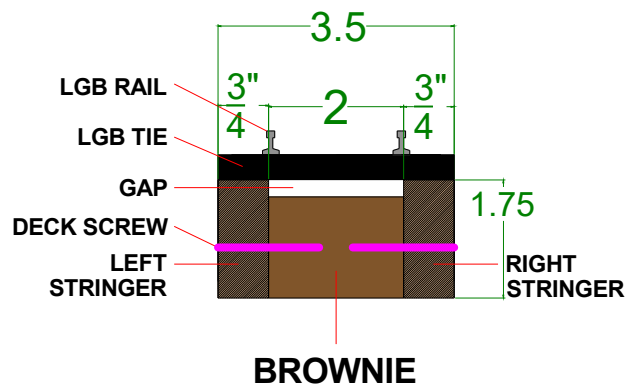 3.5
LGB RAIL
3"
4
2
3"
4
LGB TIE
GAP
1.75
DECK SCREW
LEFT
STRINGER
RIGHT
STRINGER
BROWNIE